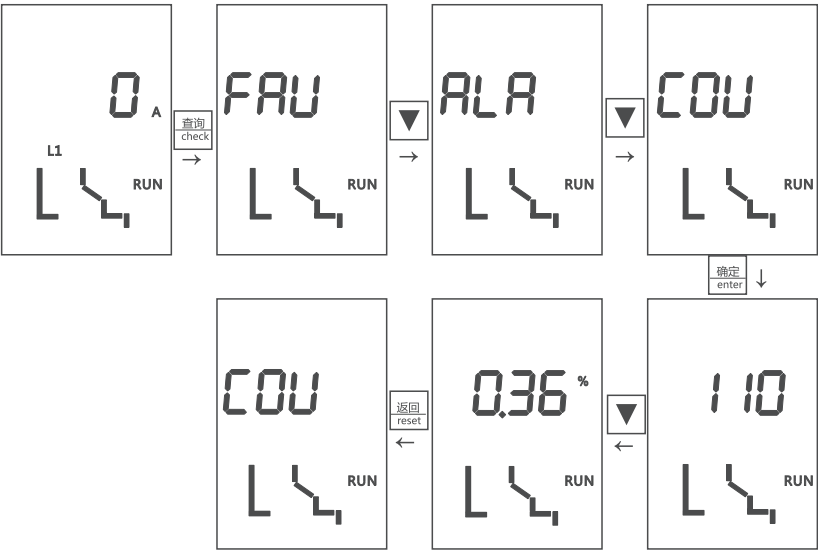 0 A
L1
RUN
查询
check
→
FAU
RUN
▼
→
ALA
RUN
▼
→
COU
RUN
确定
enter
↓
110
RUN
▼
←
0.36 %
RUN
返回
reset
←
COU
RUN